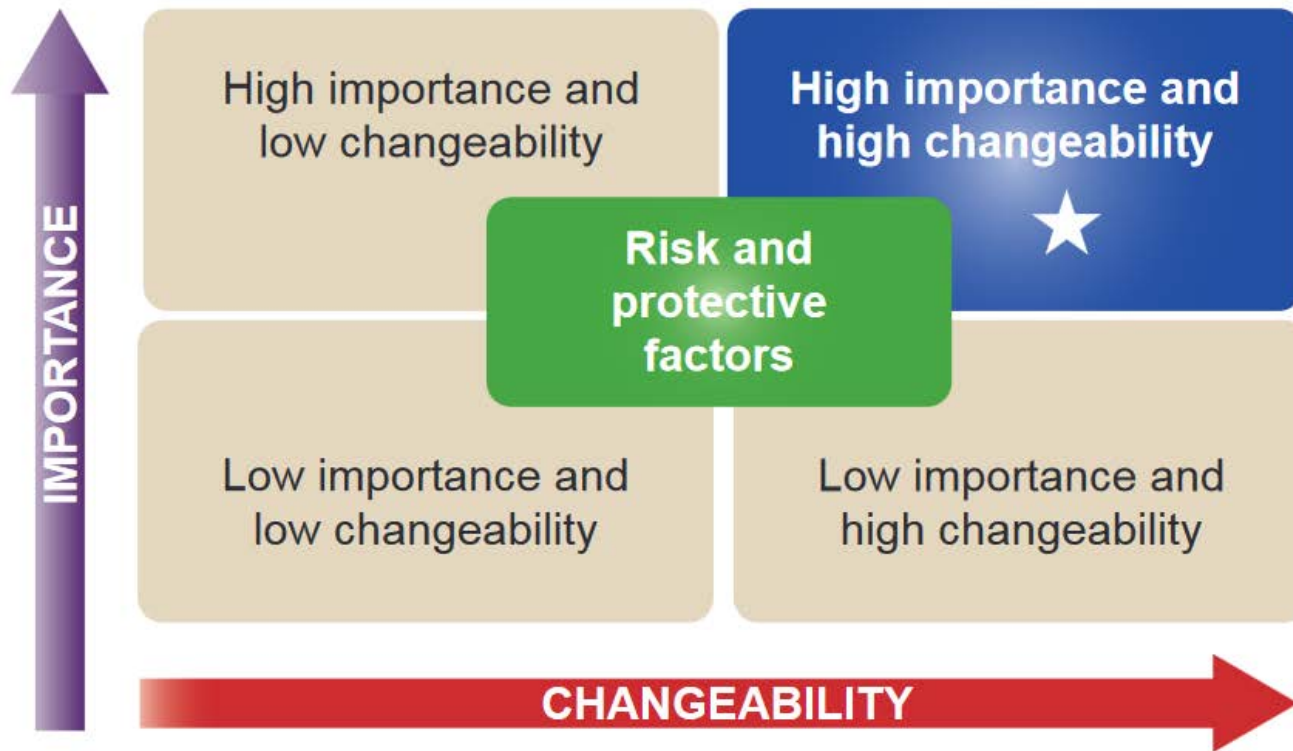 High importance and
low changeability
High importance and
high changeability
Risk and
protective
factors
Low importance and
low changeability
Low importance and
high changeability
IMPORTANCE
CHANGEABILITY